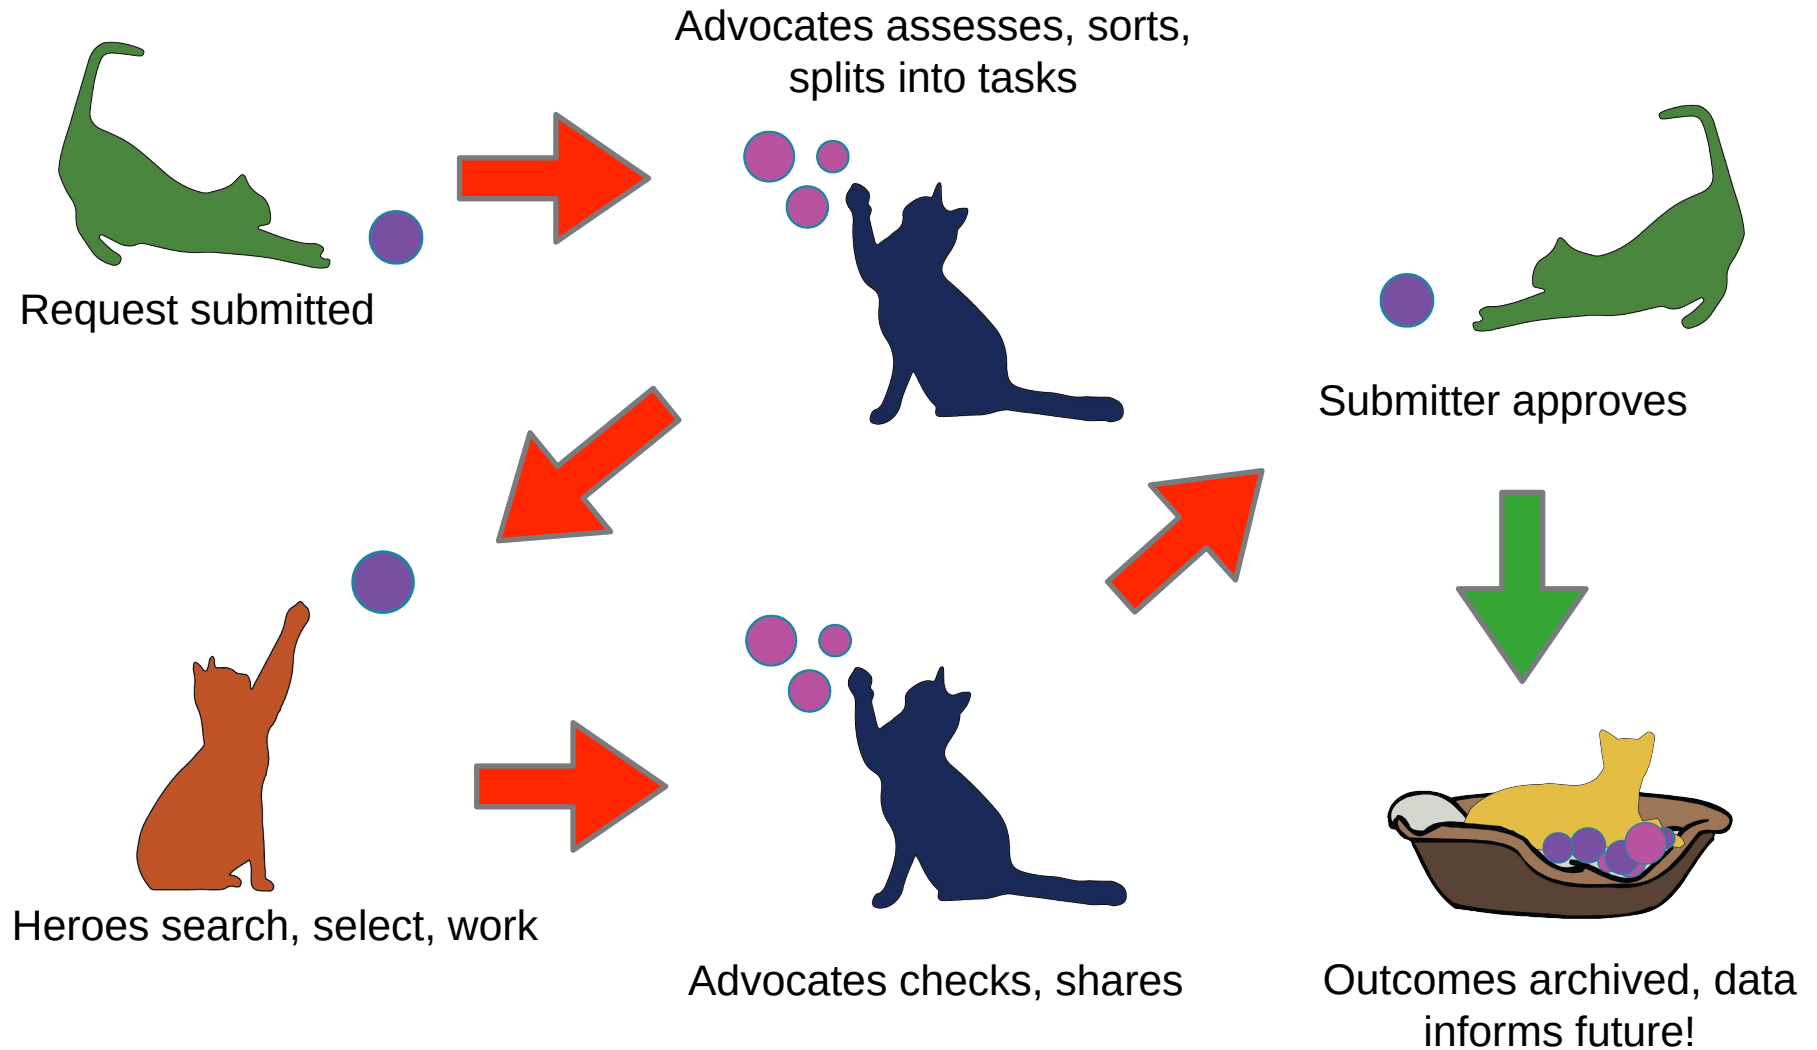 Advocates assesses, sorts,
splits into tasks
Request submitted
Submitter approves
Heroes search, select, work
Advocates checks, shares
Outcomes archived, data
informs future!